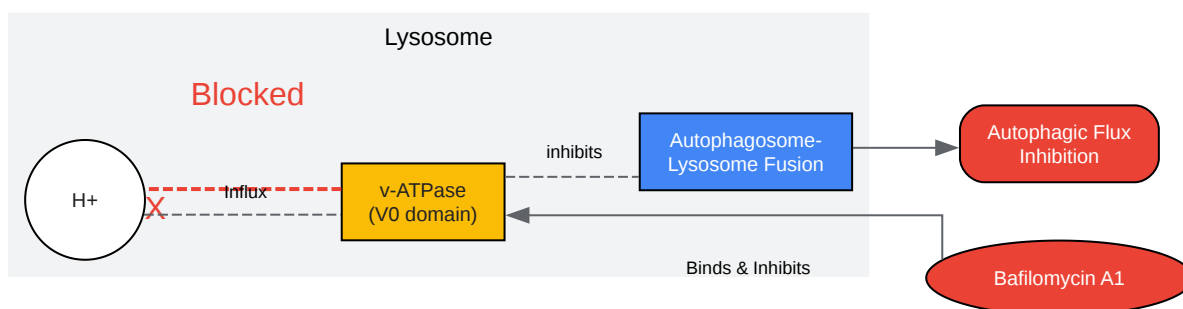 Lysosome
Blocked
H+
X
Influx
v-ATPase
(V0 domain)
inhibits
Autophagosome-
Lysosome Fusion
Autophagic Flux
Inhibition
Binds & Inhibits
Bafilomycin A1